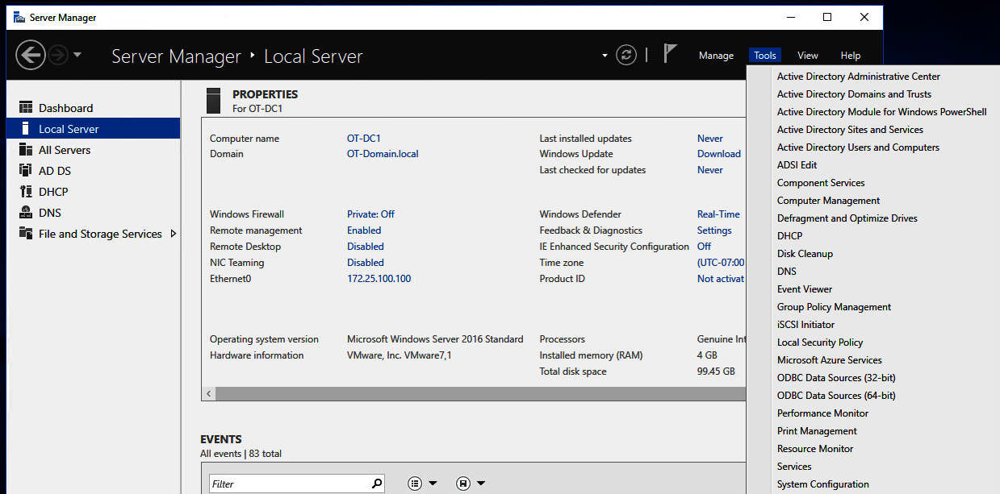 Server Manager
Server Manager ‣ Local Server
Manage Tools View Help
Dashboard
Local Server
All Servers
AD DS
DHCP
DNS
File and Storage Services
PROPERTIES
For OT-DC1
Computer name OT-DC1 Last installed updates Never
Domain OT-Domain.local Windows Update Download
Last checked for updates Never
Windows Firewall Private: Off Windows Defender Real-Time
Remote management Enabled Feedback & Diagnostics Settings
Remote Desktop Disabled IE Enhanced Security Configuration Off
NIC Teaming Disabled Time zone (UTC-07:00
Ethernet0 172.25.100.100 Product ID Not activat
Operating system version Microsoft Windows Server 2016 Standard Processors Genuine Int
Hardware information VMware, Inc. VMware7,1 Installed memory (RAM) 4 GB
Total disk space 99.45 GB
EVENTS
All events | 83 total
Filter
Active Directory Administrative Center
Active Directory Domains and Trusts
Active Directory Module for Windows PowerShell
Active Directory Sites and Services
Active Directory Users and Computers
ADSI Edit
Component Services
Computer Management
Defragment and Optimize Drives
DHCP
Disk Cleanup
DNS
Event Viewer
Group Policy Management
iSCSI Initiator
Local Security Policy
Microsoft Azure Services
ODBC Data Sources (32-bit)
ODBC Data Sources (64-bit)
Performance Monitor
Print Management
Resource Monitor
Services
System Configuration